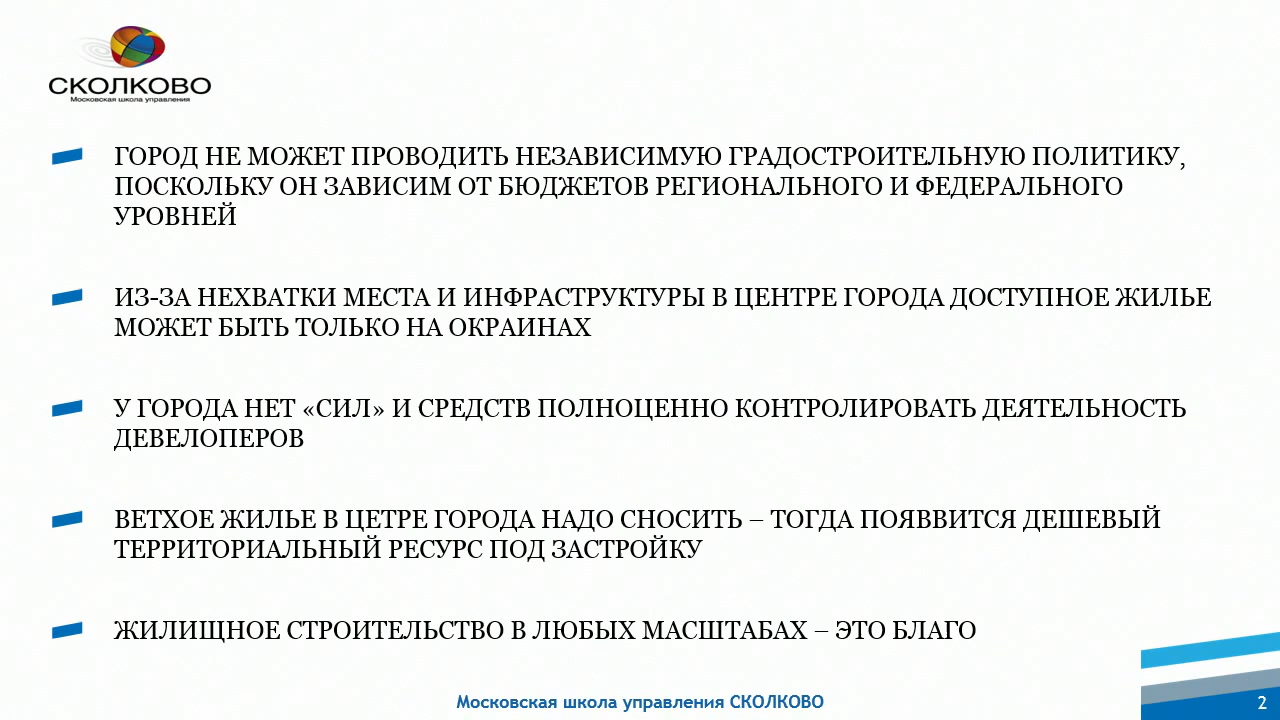 СКОЛКОВО
Московская школа управления
ГОРОД НЕ МОЖЕТ ПРОВОДИТЬ НЕЗАВИСИМУЮ ГРАДОСТРОИТЕЛЬНУЮ ПОЛИТИКУ,
ПОСКОЛЬКУ ОН ЗАВИСИМ ОТ БЮДЖЕТОВ РЕГИОНАЛЬНОГО И ФЕДЕРАЛЬНОГО
УРОВНЕЙ
ИЗ-ЗА НЕХВАТКИ МЕСТА И ИНФРАСТРУКТУРЫ В ЦЕНТРЕ ГОРОДА ДОСТУПНОЕ ЖИЛЬЕ
МОЖЕТ БЫТЬ ТОЛЬКО НА ОКРАИНАХ
У ГОРОДА НЕТ «СИЛ» И СРЕДСТВ ПОЛНОЦЕННО КОНТРОЛИРОВАТЬ ДЕЯТЕЛЬНОСТЬ
ДЕВЕЛОПЕРОВ
ВЕТХОЕ ЖИЛЬЕ В ЦЕТРЕ ГОРОДА НАДО СНОСИТЬ – ТОГДА ПОЯВВИТСЯ ДЕШЕВЫЙ
ТЕРРИТОРИАЛЬНЫЙ РЕСУРС ПОД ЗАСТРОЙКУ
ЖИЛИЩНОЕ СТРОИТЕЛЬСТВО В ЛЮБЫХ МАСШТАБАХ – ЭТО БЛАГО
Московская школа управления СКОЛКОВО
2